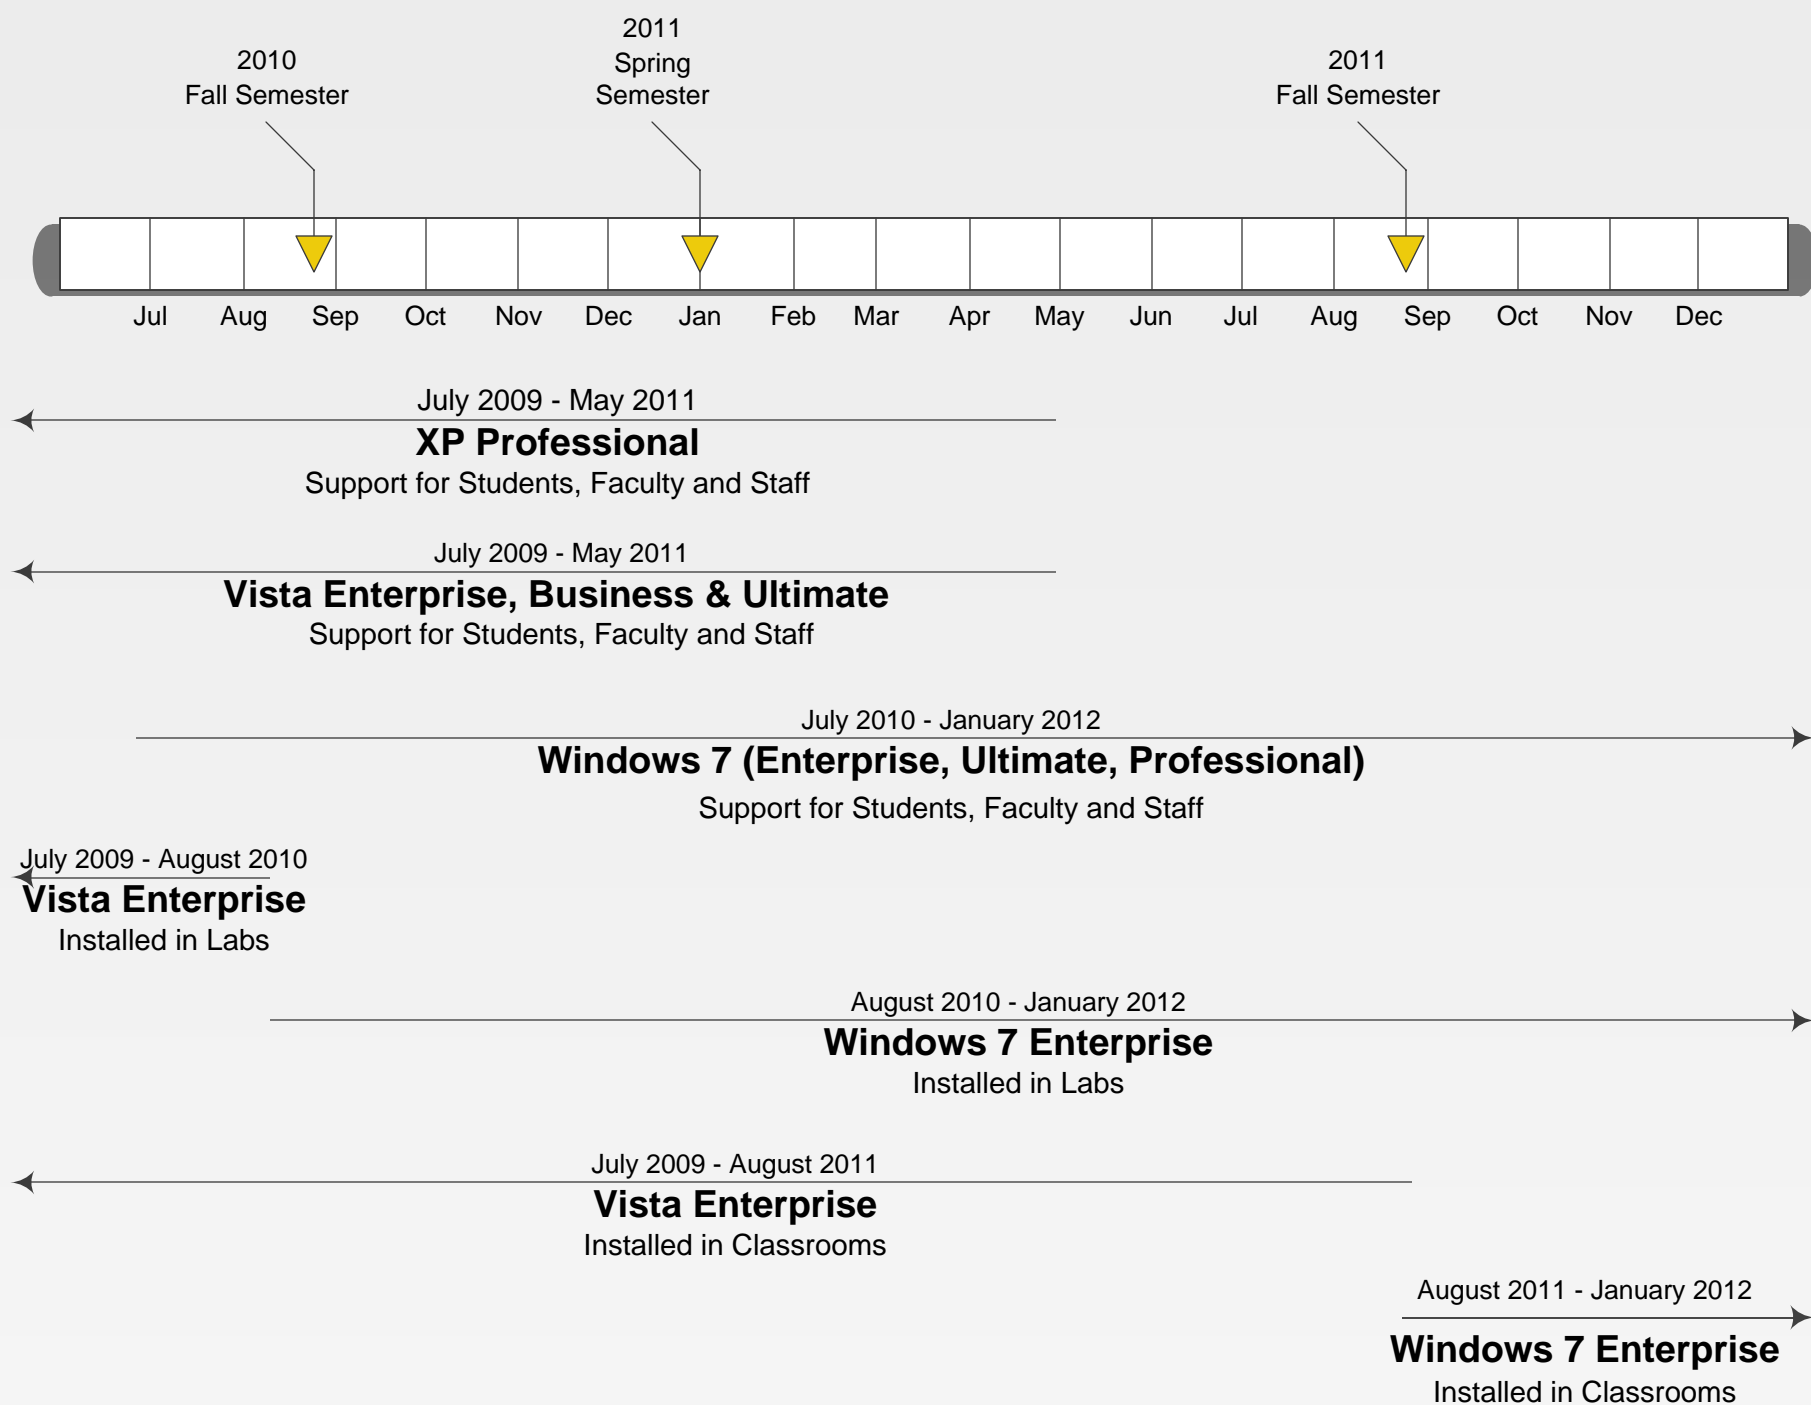 2010
Fall Semester
2011
Spring
Semester
2011
Fall Semester
Jul Aug Sep Oct Nov Dec Jan Feb Mar Apr May Jun Jul Aug Sep Oct Nov Dec
July 2009 - May 2011
XP Professional
Support for Students, Faculty and Staff
July 2009 - May 2011
Vista Enterprise, Business & Ultimate
Support for Students, Faculty and Staff
July 2010 - January 2012
Windows 7 (Enterprise, Ultimate, Professional)
Support for Students, Faculty and Staff
July 2009 - August 2010
Vista Enterprise
Installed in Labs
August 2010 - January 2012
Windows 7 Enterprise
Installed in Labs
July 2009 - August 2011
Vista Enterprise
Installed in Classrooms
August 2011 - January 2012
Windows 7 Enterprise
Installed in Classrooms